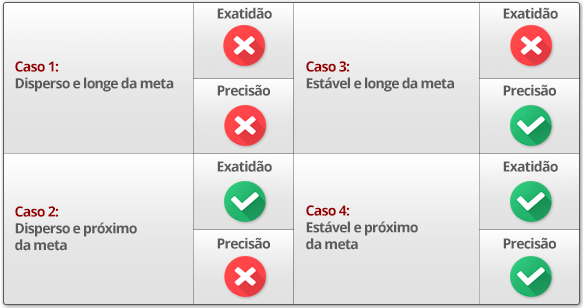 Caso 1:
Disperso e longe da meta
Exatidão
Precisão
Caso 3:
Estável e longe da meta
Exatidão
Precisão
Caso 2:
Disperso e próximo
da meta
Exatidão
Precisão
Caso 4:
Estável e próximo
da meta
Exatidão
Precisão